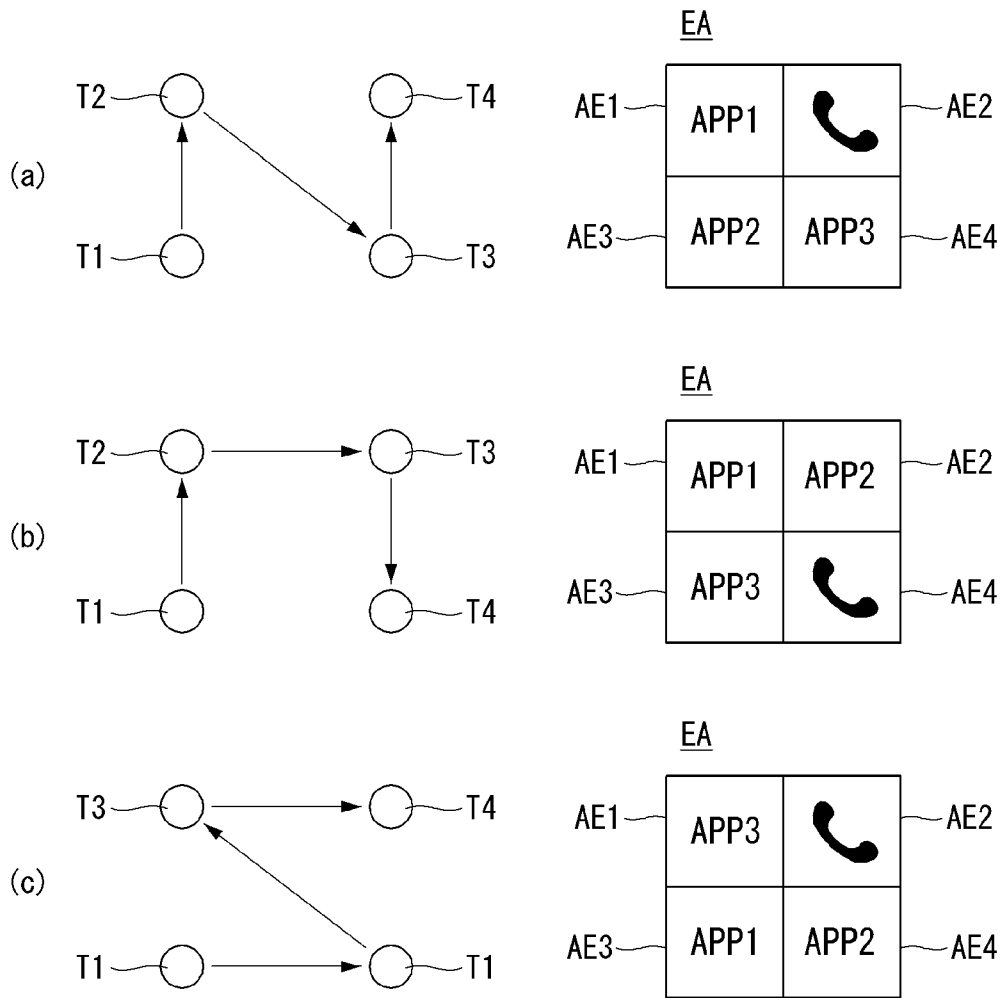 EA
T2 T4 AE1 APP1 AE2
(a)
T1 T3 AE3 APP2 APP3 AE4
EA
T2 T3 AE1 APP1 APP2 AE2
(b)
T1 T4 AE3 APP3 AE4
EA
T3 T4 AE1 APP3 AE2
(c)
T1 T1 AE3 APP1 APP2 AE4